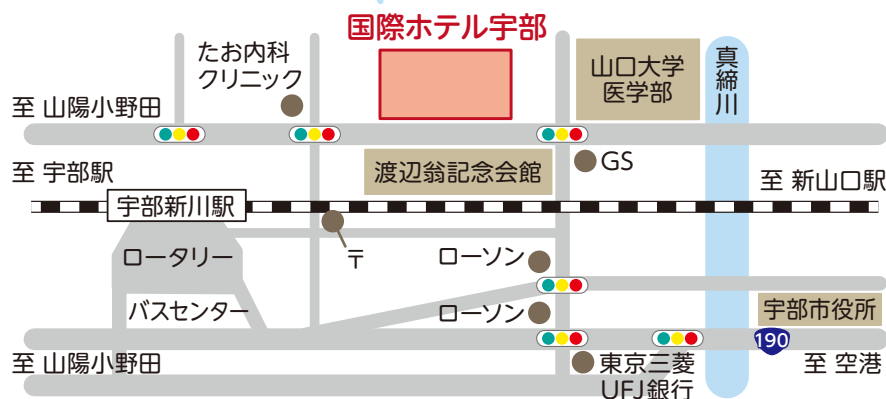 国際ホテル宇部
たお内科
クリニック
山口大学
医学部
真締川
至 山陽小野田
GS
渡辺翁記念会館
至 宇部駅
至 新山口駅
宇部新川駅
〒
ロータリー
ローソン
バスセンター
ローソン
宇部市役所
190
至 山陽小野田
東京三菱
UFJ銀行
至 空港